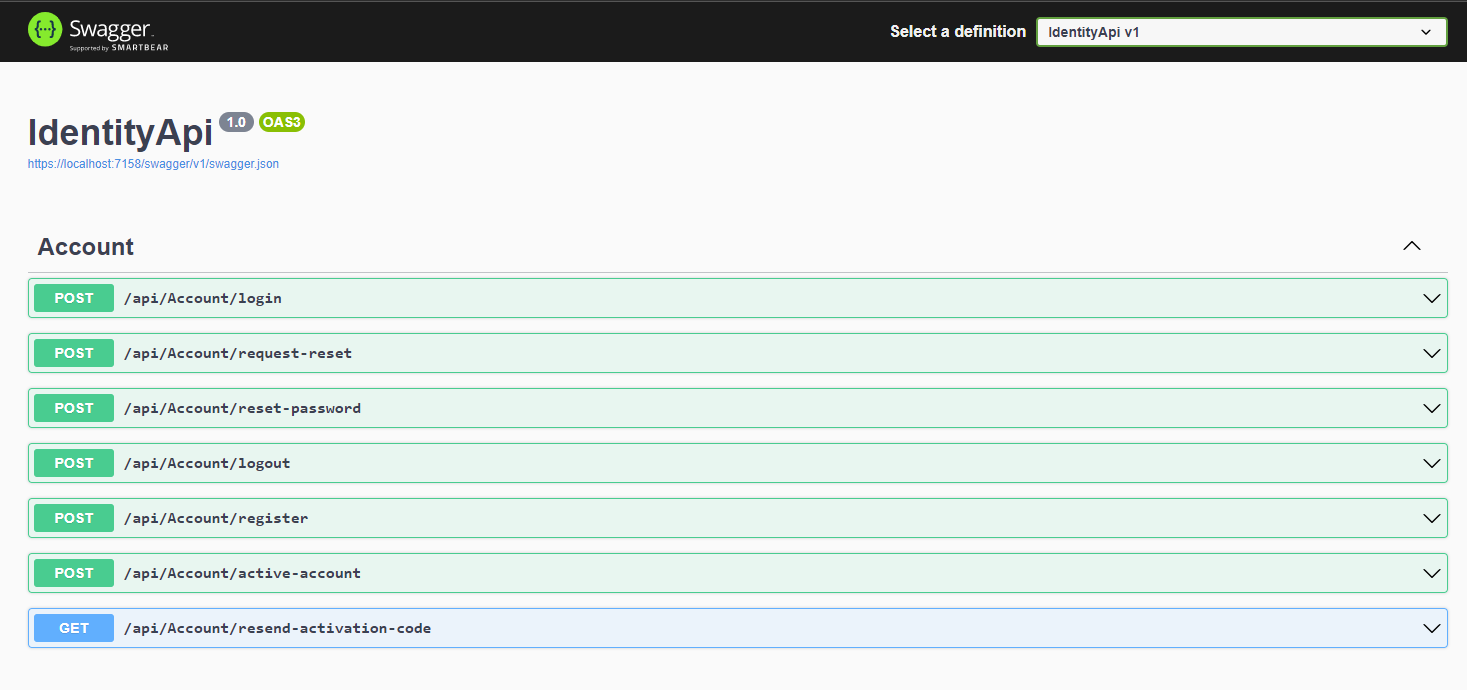 Swagger.
Supported by SMARTBEAR
Select a definition
IdentityApi v1
IdentityApi 1.0 OAS3
https://localhost:7158/swagger/v1/swagger.json
Account
POST /api/Account/login
POST /api/Account/request-reset
POST /api/Account/reset-password
POST /api/Account/logout
POST /api/Account/register
POST /api/Account/active-account
GET /api/Account/resend-activation-code